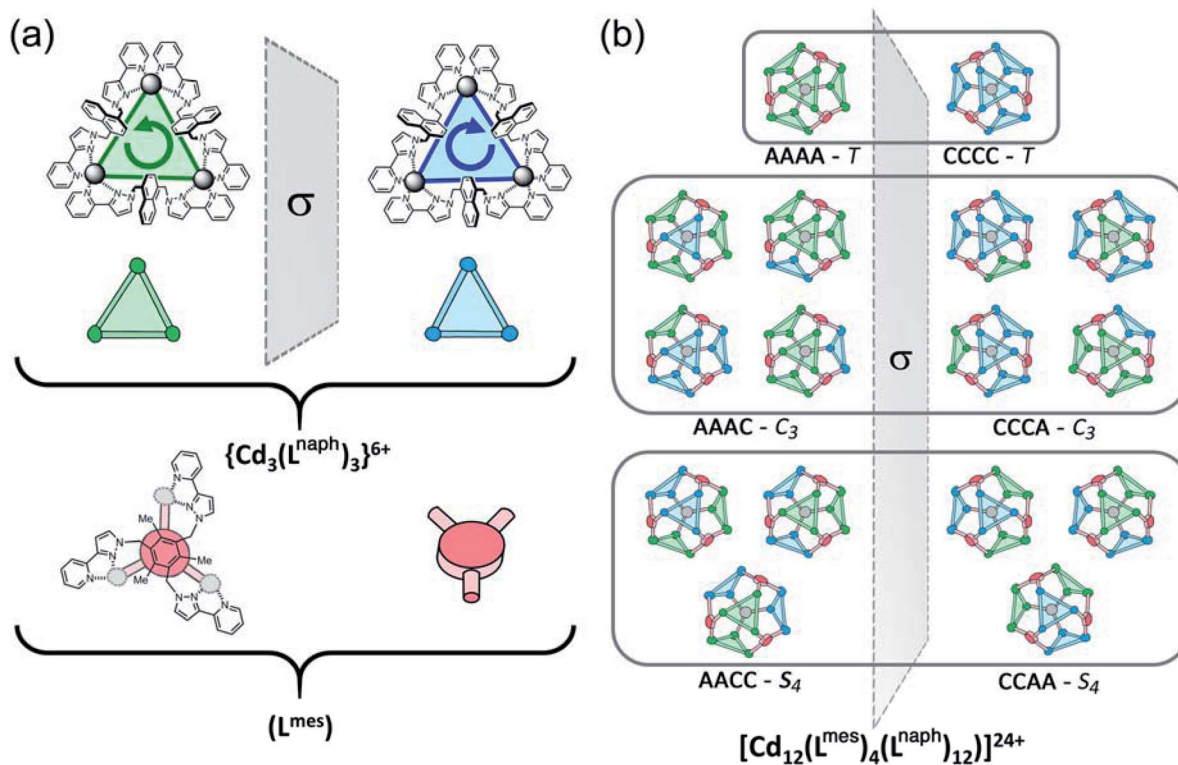 (a)
σ
{Cd₃(Lⁿᵃᵖʰ)₃}⁶⁺
Me
Me
Me
(Lᵐᵉˢ)
(b)
AAAA - T
CCCC - T
σ
AAAC - C₃
CCCA - C₃
AACC - S₄
CCAA - S₄
[Cd₁₂(Lᵐᵉˢ)₄(Lⁿᵃᵖʰ)₁₂)]²⁴⁺